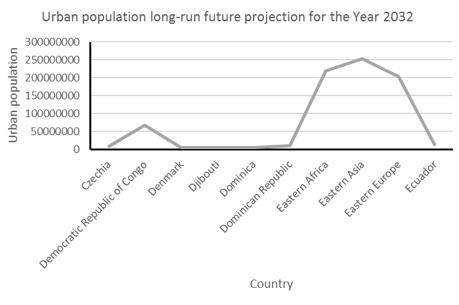 Urban population long-run future projection for the Year 2032
Urban population
300000000
250000000
200000000
150000000
100000000
50000000
0
Czechia
Democratic Republic of Congo
Denmark
Djibouti
Dominica
Dominican Republic
Eastern Africa
Eastern Asia
Eastern Europe
Ecuador
Country